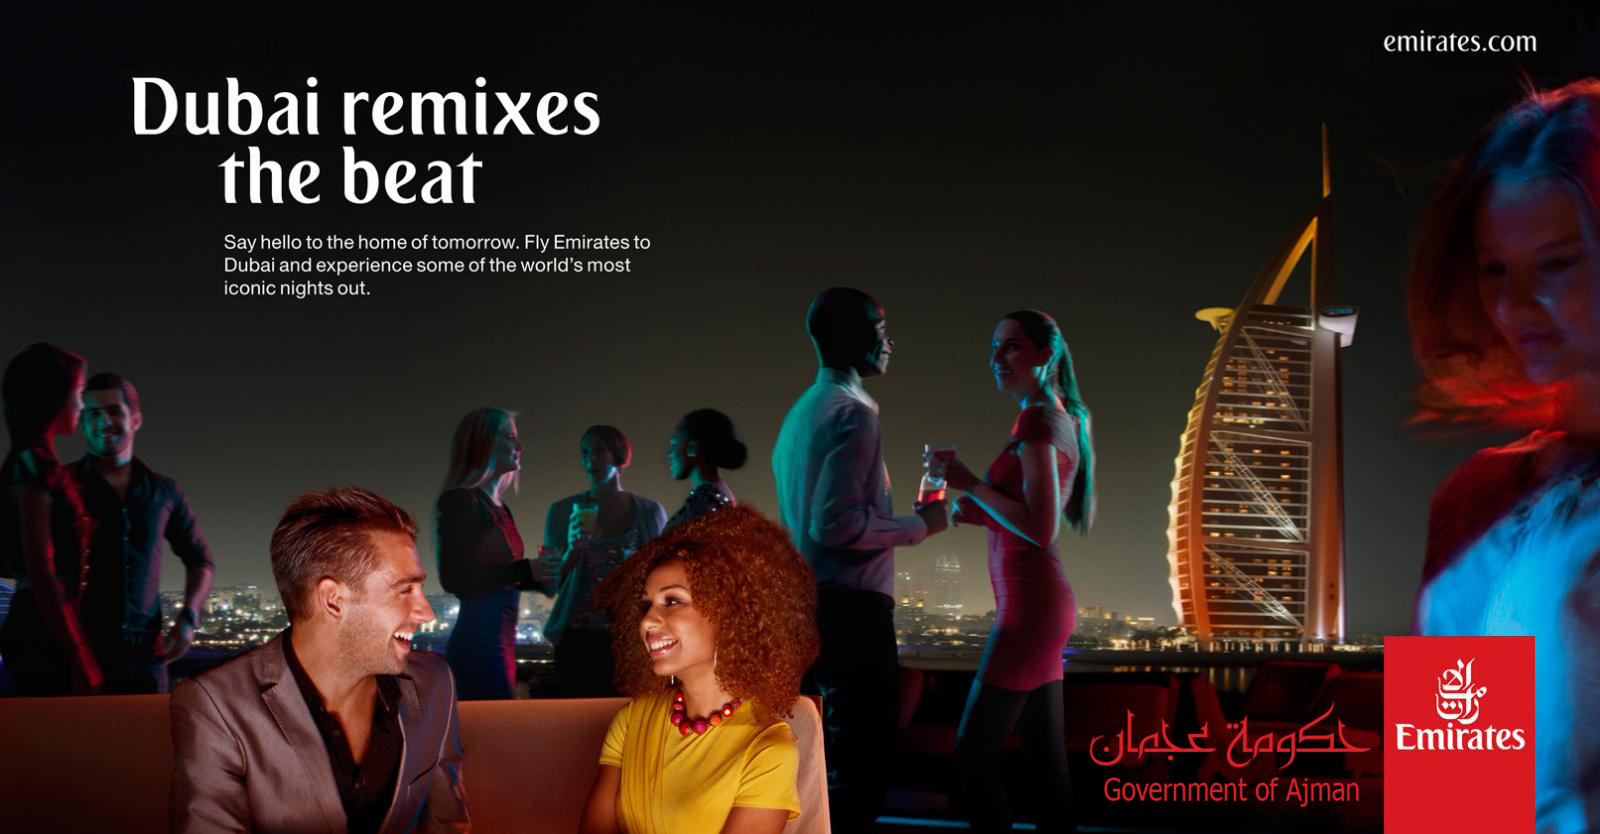 emirates.com
Dubai remixes
the beat
Say hello to the home of tomorrow. Fly Emirates to
Dubai and experience some of the world's most
iconic nights out.
حكومة عجمان
Government of Ajman
الإمارات
Emirates